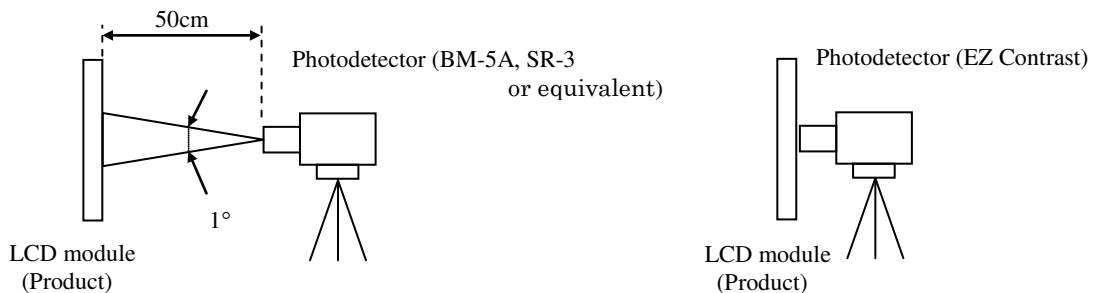 50cm
Photodetector (BM-5A, SR-3
or equivalent)
1°
LCD module
(Product)
Photodetector (EZ Contrast)
LCD module
(Product)